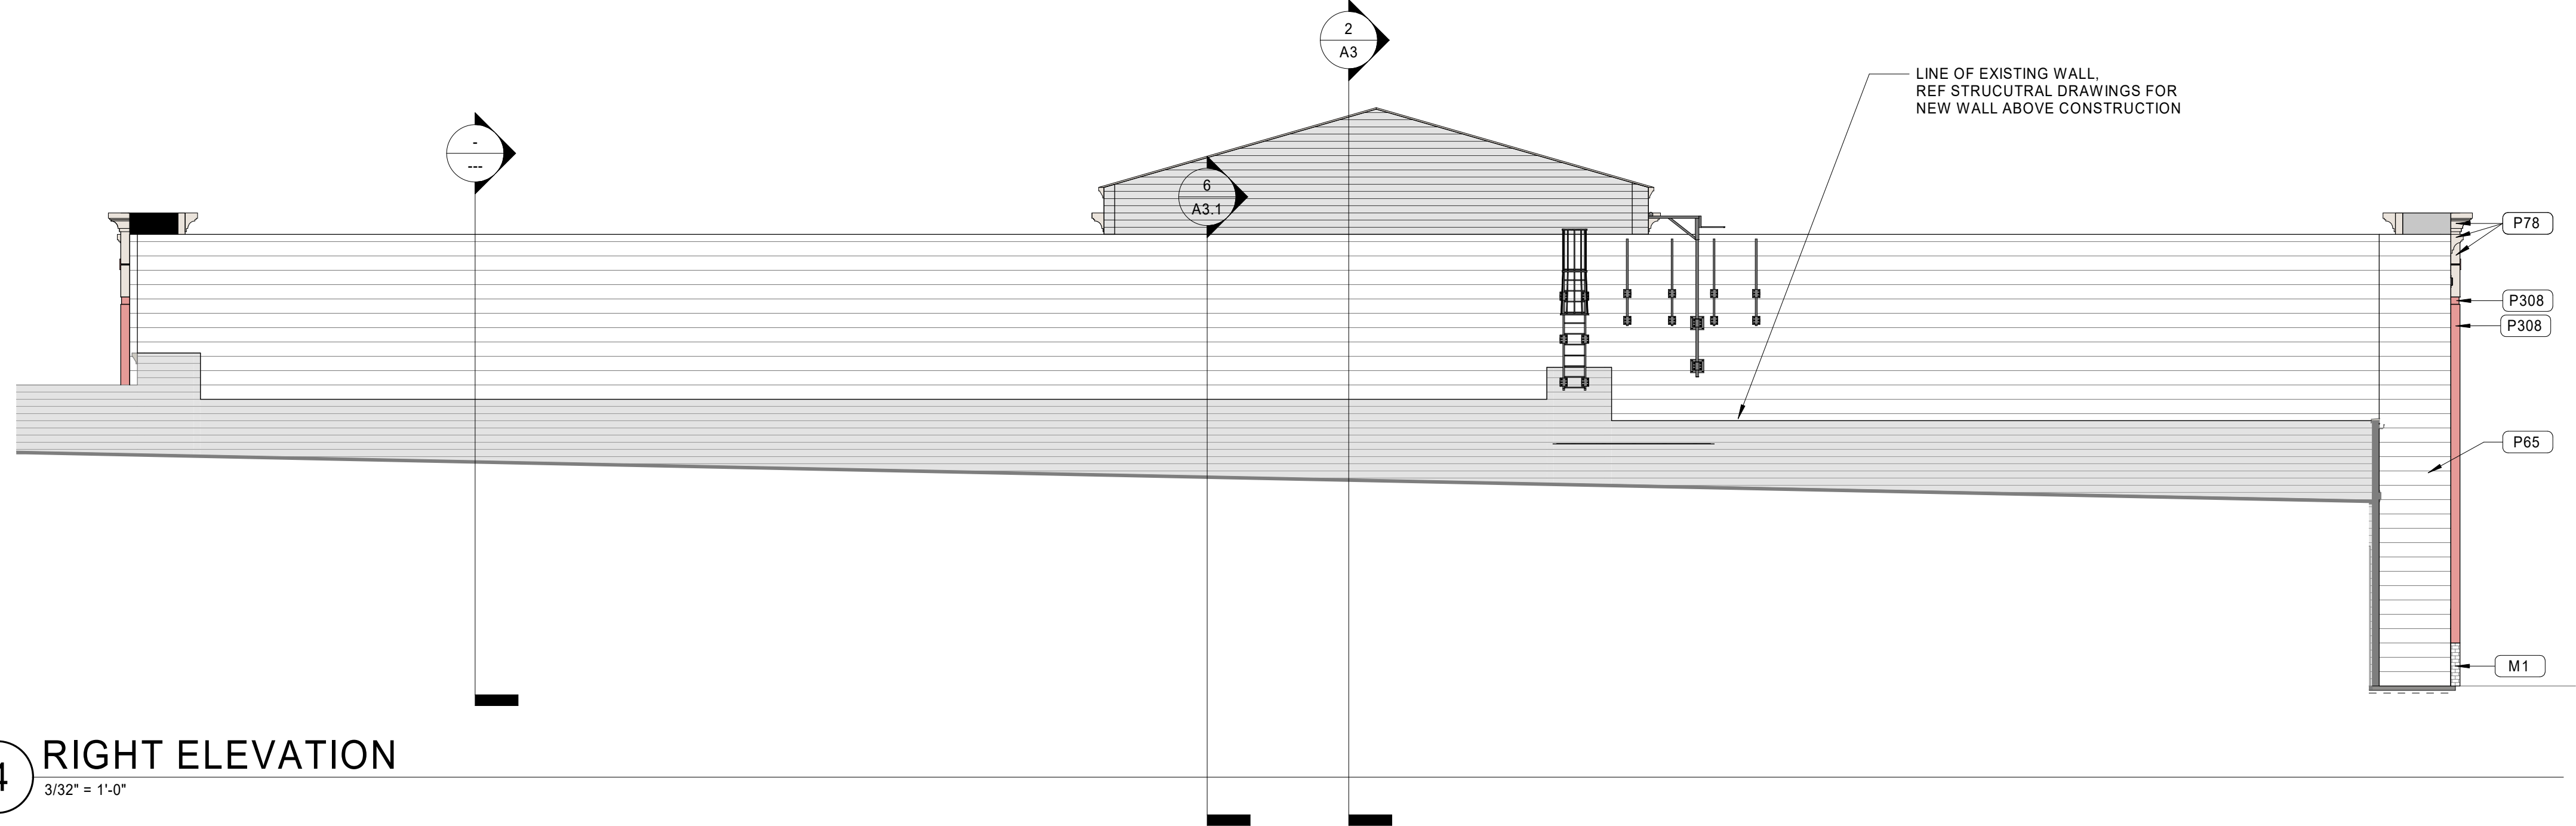 2
A3
LINE OF EXISTING WALL,
REF STRUCUTRAL DRAWINGS FOR
NEW WALL ABOVE CONSTRUCTION
-
---
6
A3.1
P78
P308
P308
P65
M1
4
RIGHT ELEVATION
3/32" = 1'-0"